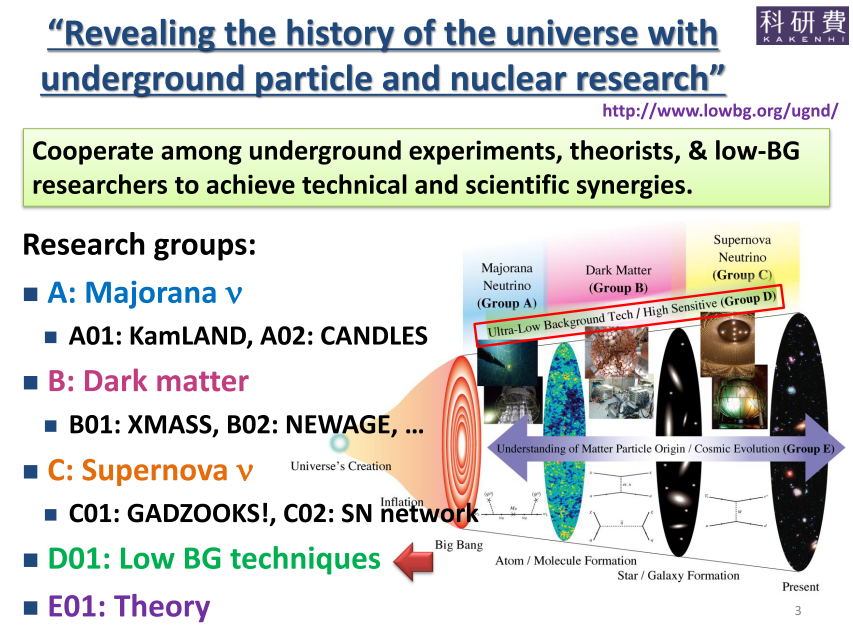 “Revealing the history of the universe with
underground particle and nuclear research”
科研費
KAKENHI
http://www.lowbg.org/ugnd/
Cooperate among underground experiments, theorists, & low-BG
researchers to achieve technical and scientific synergies.
Research groups:
A: Majorana ν
A01: KamLAND, A02: CANDLES
B: Dark matter
B01: XMASS, B02: NEWAGE, …
C: Supernova ν
C01: GADZOOKS!, C02: SN network
D01: Low BG techniques
E01: Theory
Majorana
Neutrino
(Group A)
Dark Matter
(Group B)
Supernova
Neutrino
(Group C)
Ultra-Low Background Tech / High Sensitive (Group D)
Understanding of Matter Particle Origin / Cosmic Evolution (Group E)
Universe’s Creation
Inflation
Big Bang
Atom / Molecule Formation
Star / Galaxy Formation
Present
3